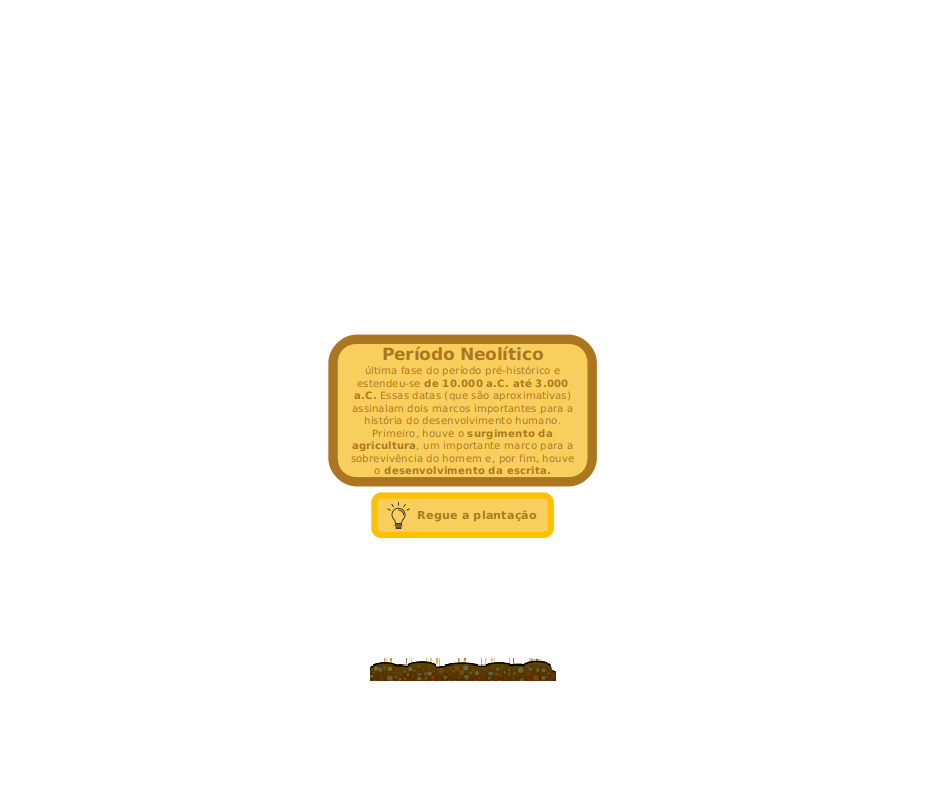 Período Neolítico
última fase do período pré-histórico e
estendeu-se de 10.000 a.C. até 3.000
a.C. Essas datas (que são aproximativas)
assinalam dois marcos importantes para a
história do desenvolvimento humano.
Primeiro, houve o surgimento da
agricultura, um importante marco para a
sobrevivência do homem e, por fim, houve
o desenvolvimento da escrita.
Regue a plantação